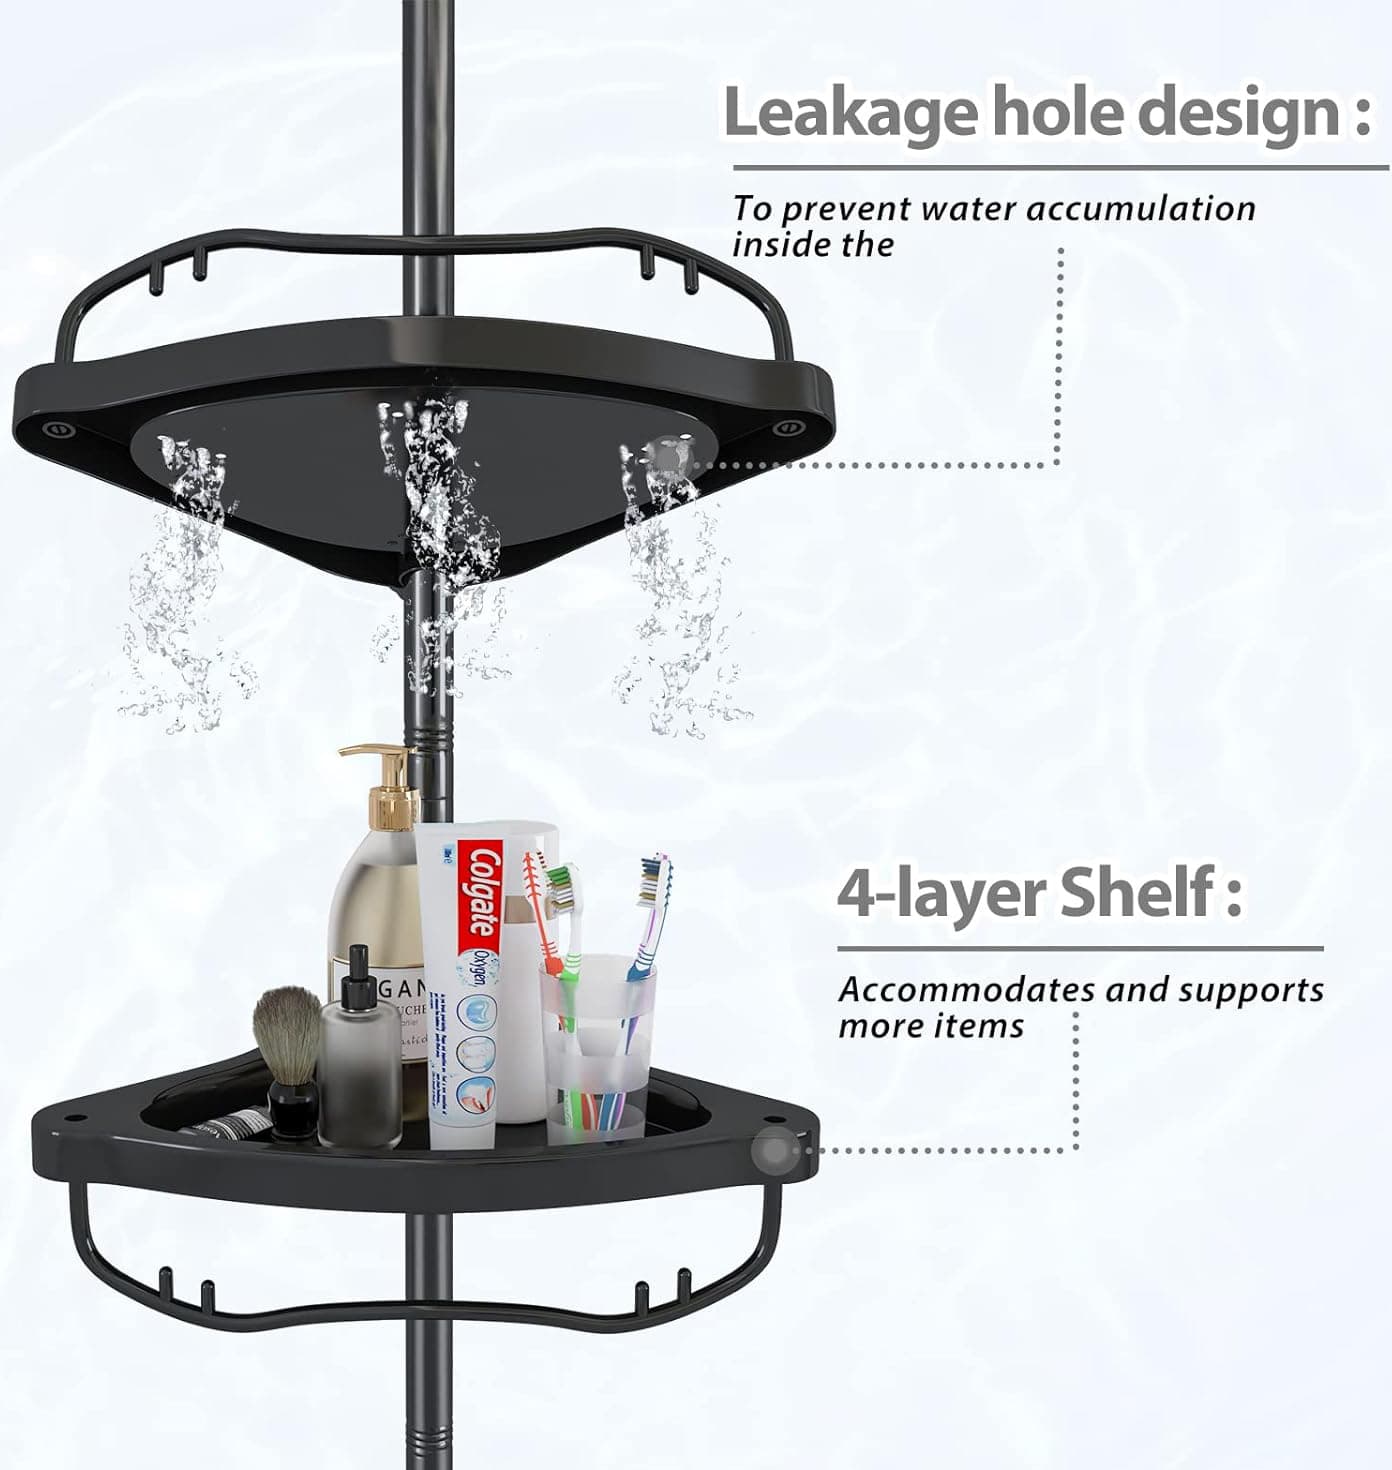 Leakage hole design :
To prevent water accumulation
inside the
4-layer Shelf :
Accommodates and supports
more items
Colgate
Oxygen
GAN